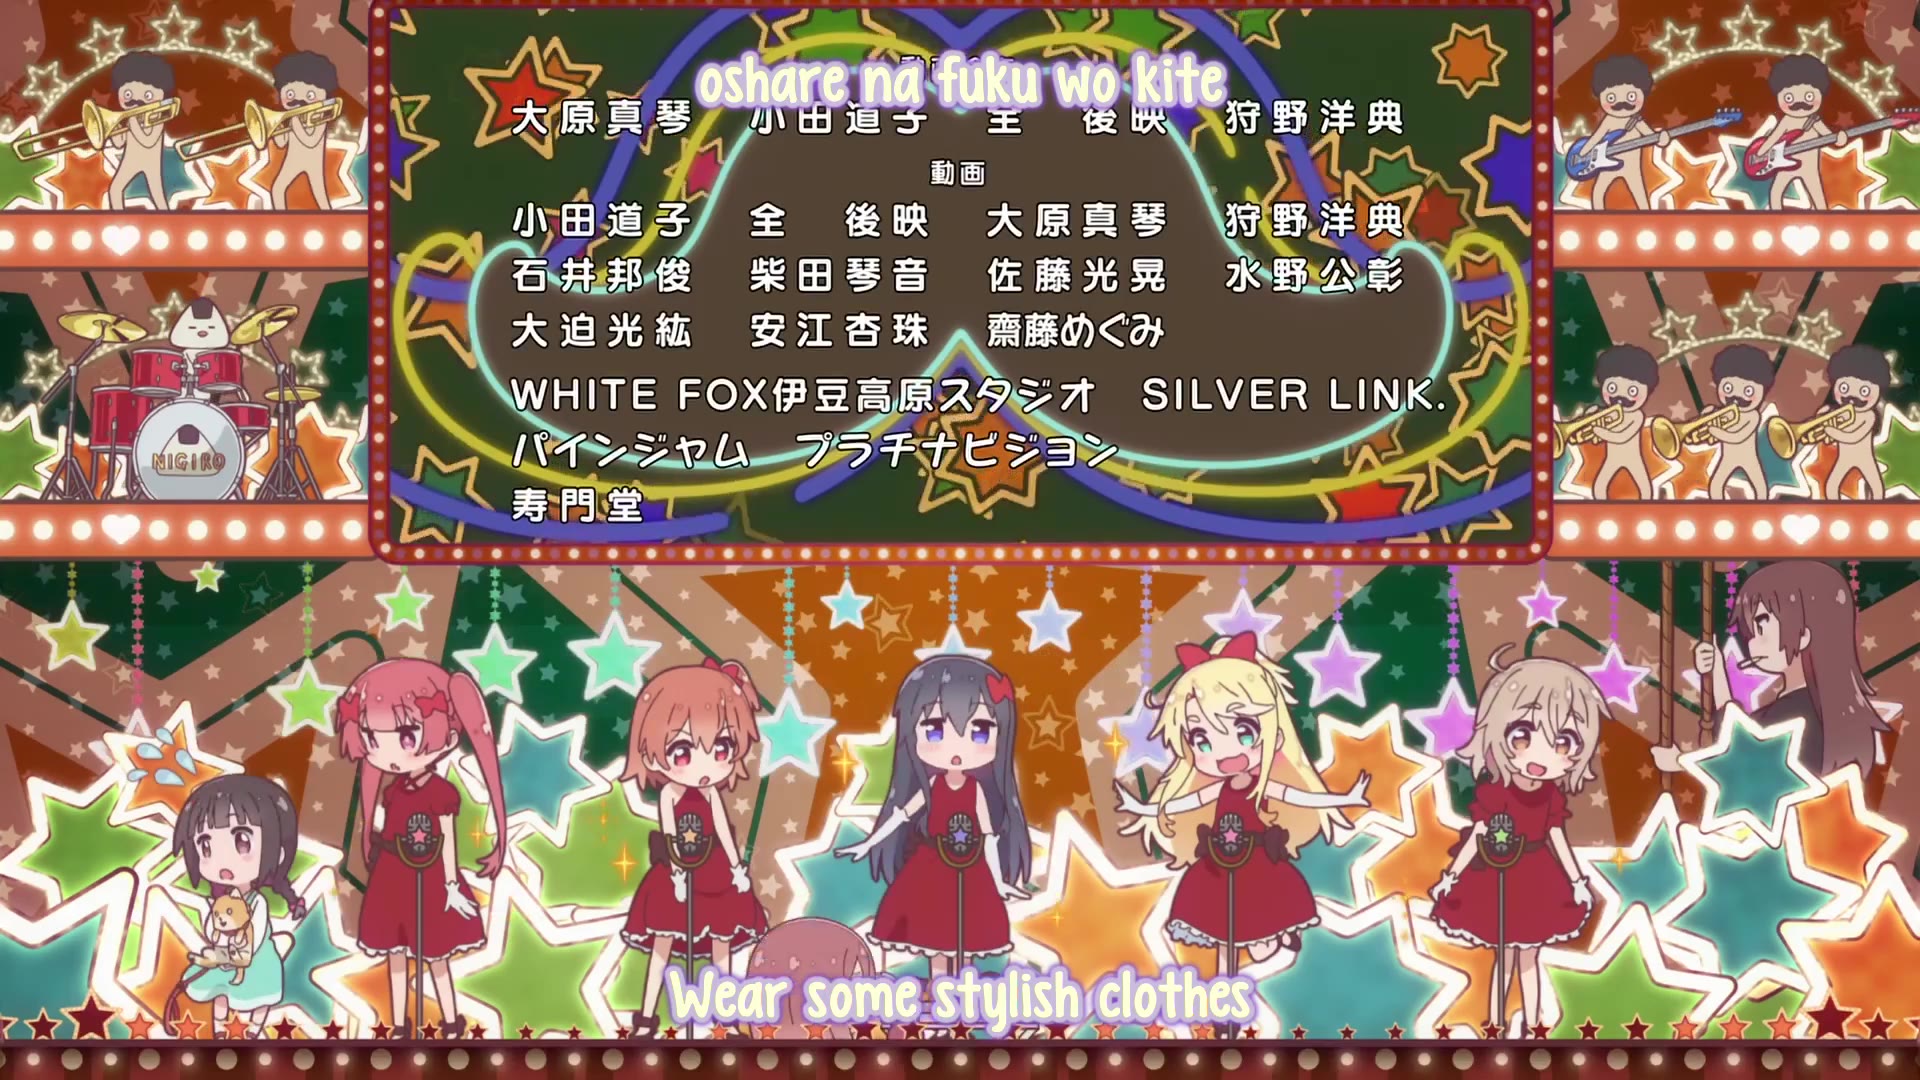 oshare na fuku wo kite
大原真琴 小田道子 全 後映 狩野洋典
動画
小田道子 全 後映 大原真琴 狩野洋典
石井邦俊 柴田琴音 佐藤光晃 水野公彰
大迫光紘 安江杏珠 齋藤めぐみ
WHITE FOX伊豆高原スタジオ SILVER LINK.
パインジャム プラチナビジョン
寿門堂
NIGIRO
Wear some stylish clothes